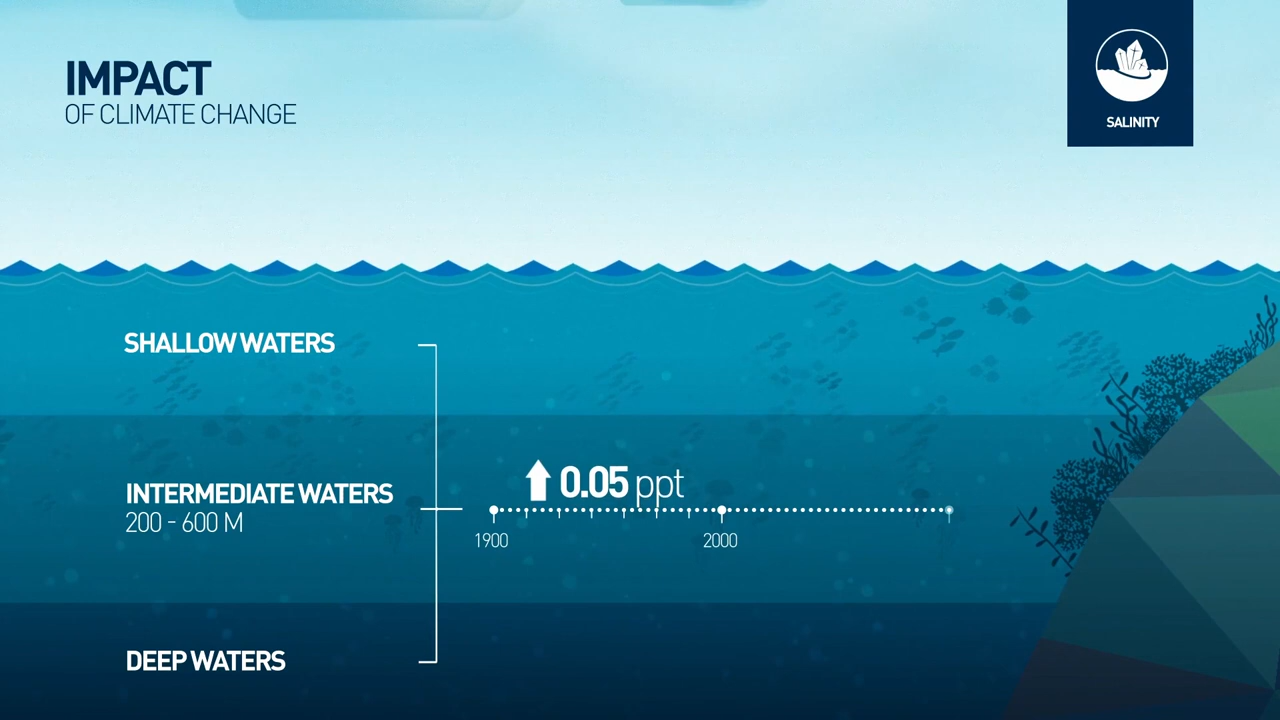 IMPACT
OF CLIMATE CHANGE
SALINITY
SHALLOW WATERS
INTERMEDIATE WATERS
200 - 600 M
0.05 ppt
1900
2000
DEEP WATERS